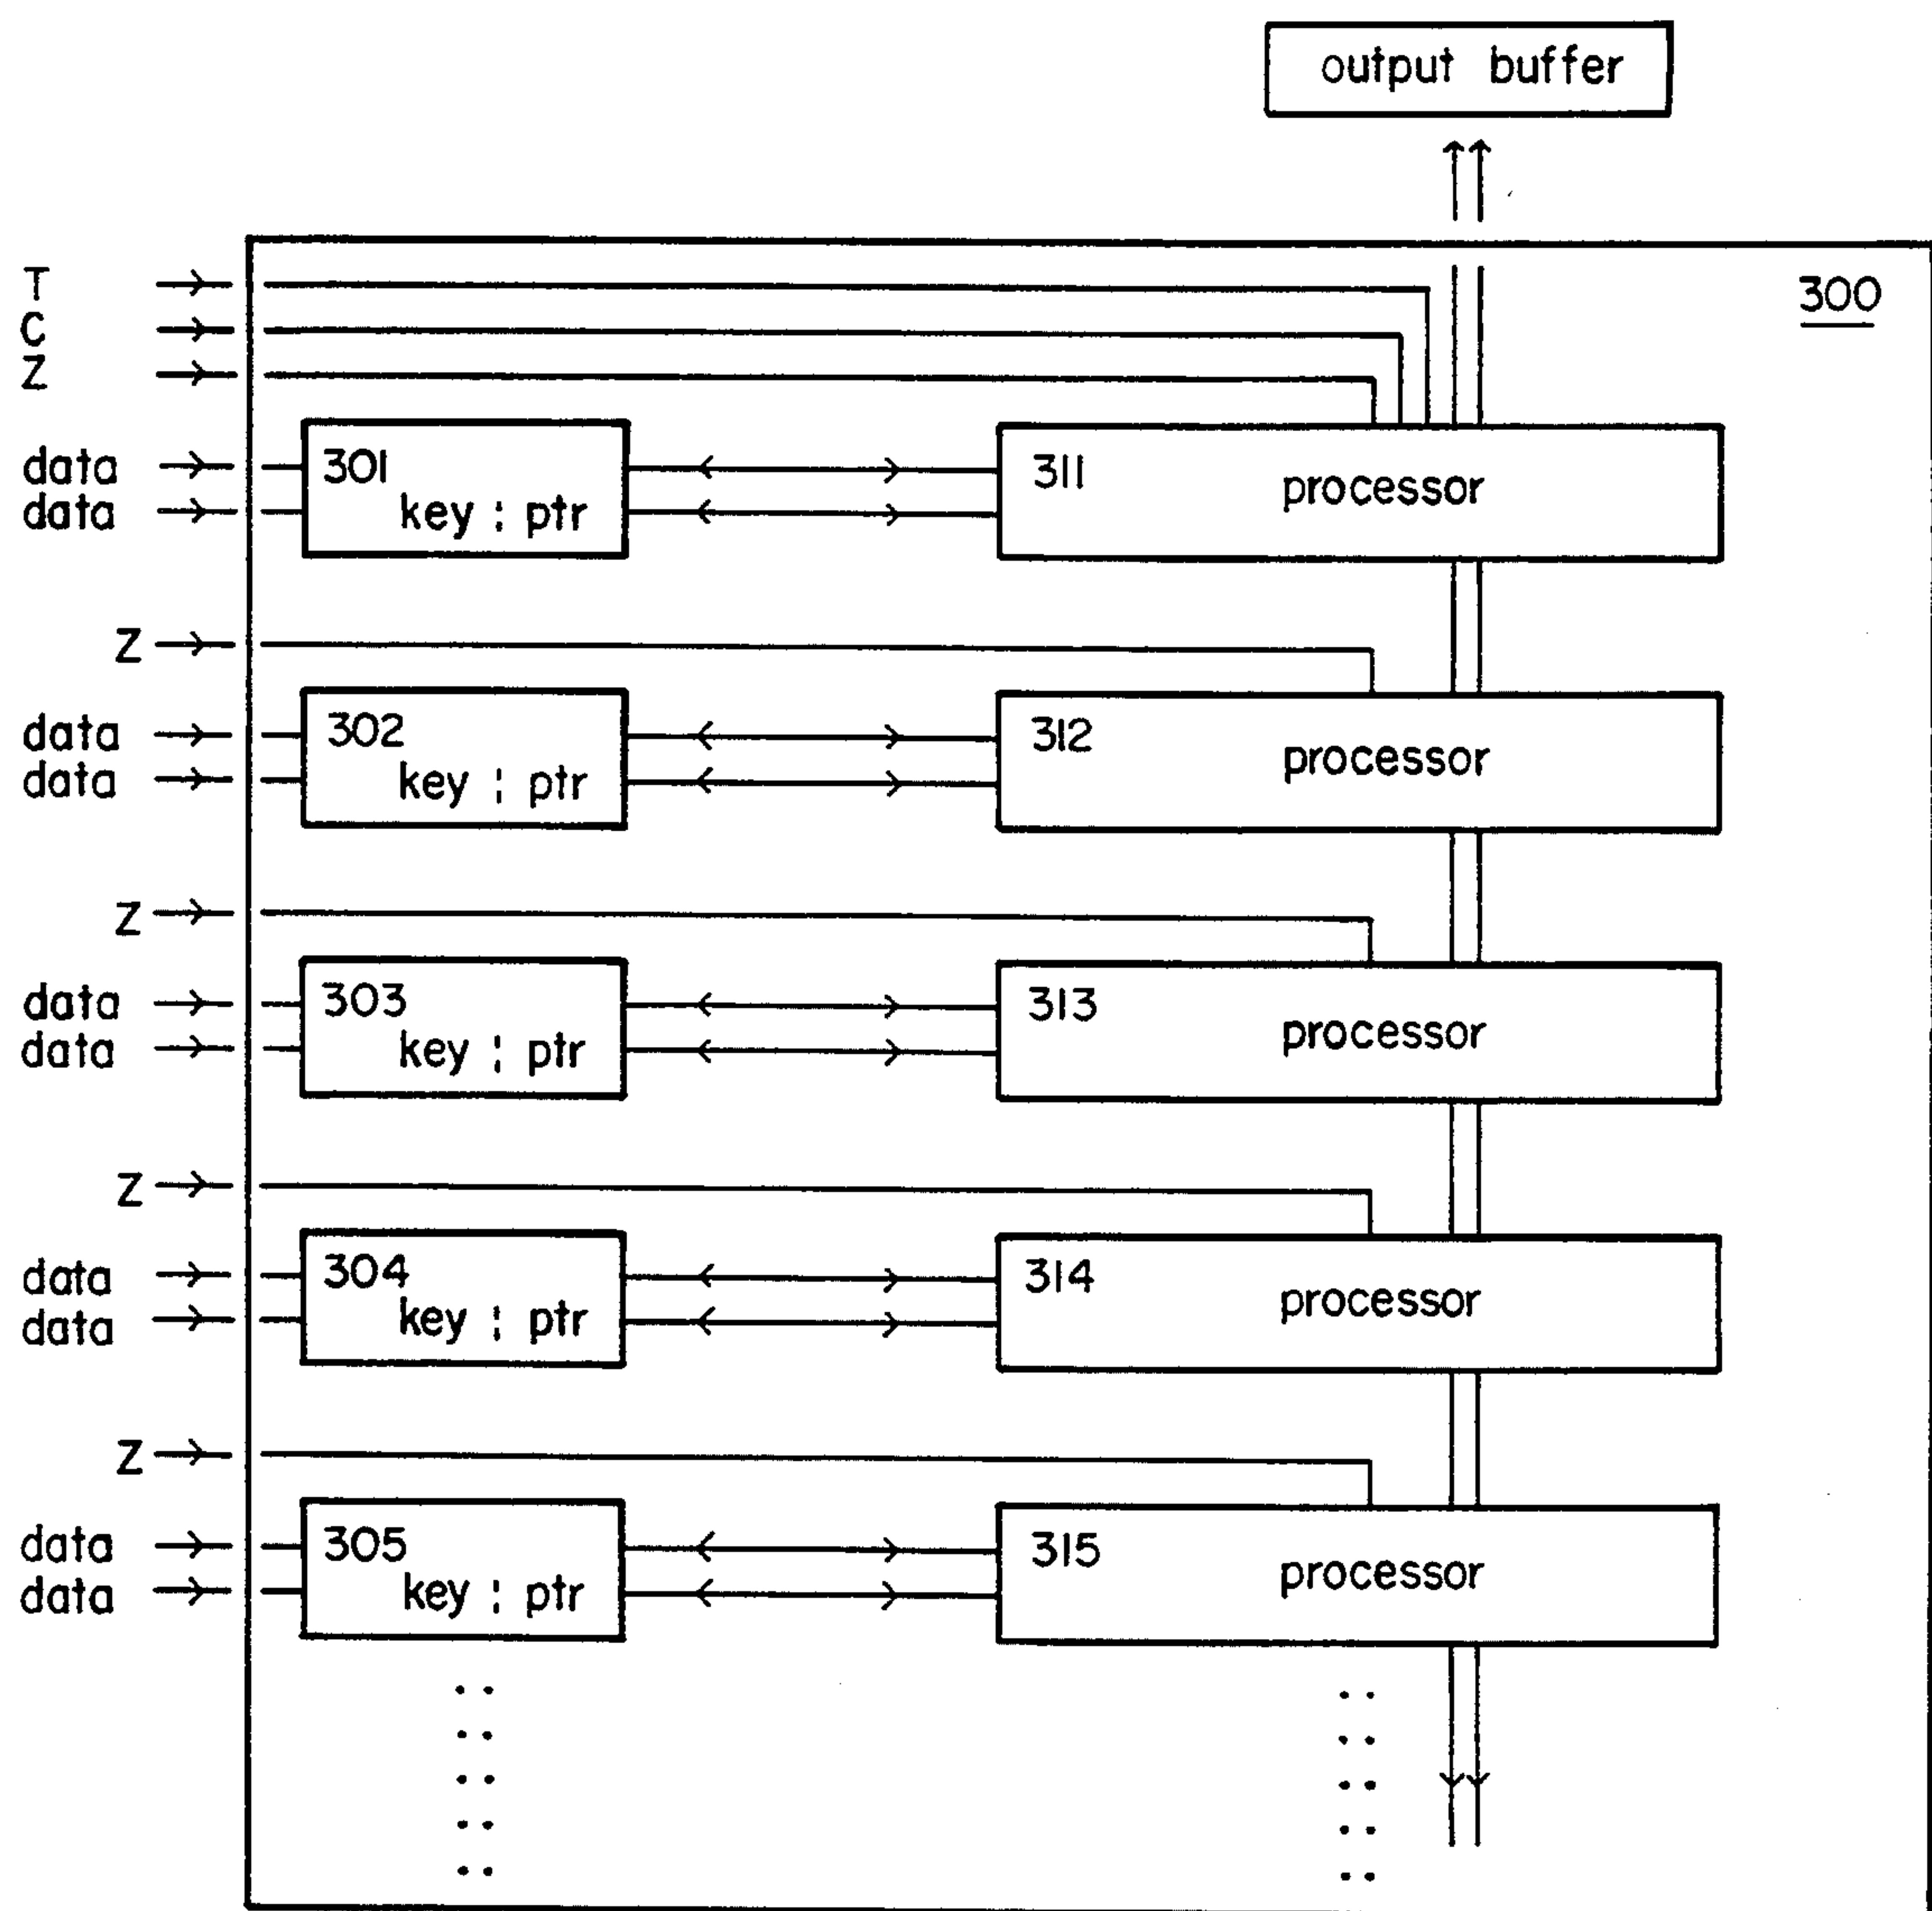 output buffer
T
300
C
Z
data
301
311
processor
data
key : ptr
Z
data
302
312
processor
data
key : ptr
Z
data
303
313
processor
data
key : ptr
Z
data
304
314
processor
data
key : ptr
Z
data
305
315
processor
data
key : ptr